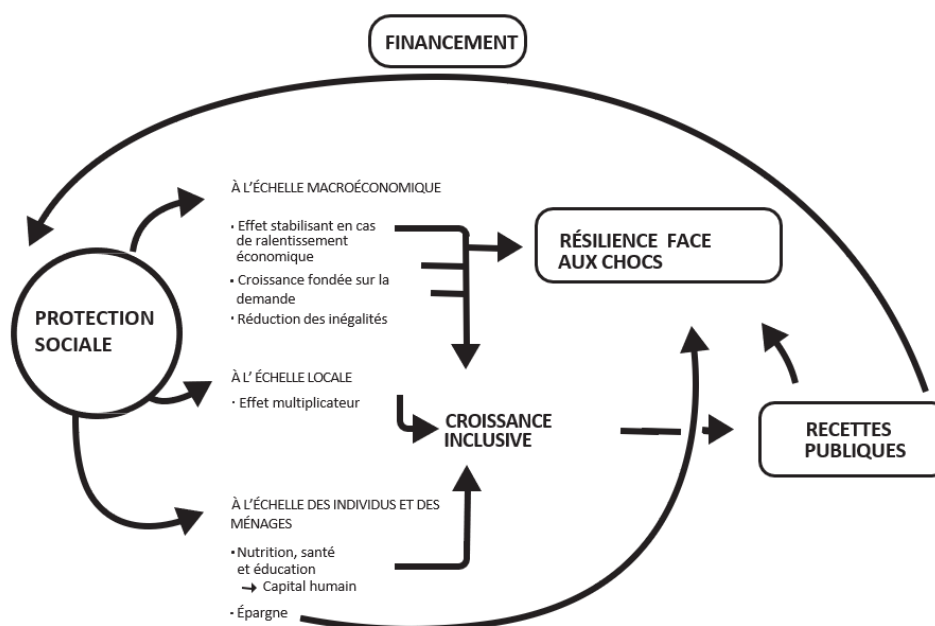 FINANCEMENT
À L’ÉCHELLE MACROÉCONOMIQUE
· Effet stabilisant en cas
de ralentissement
économique
· Croissance fondée sur la
demande
· Réduction des inégalités
RÉSILIENCE FACE
AUX CHOCS
PROTECTION
SOCIALE
À L’ ÉCHELLE LOCALE
· Effet multiplicateur
CROISSANCE
INCLUSIVE
RECETTES
PUBLIQUES
À L’ÉCHELLE DES INDIVIDUS ET DES
MÉNAGES
· Nutrition, santé
et éducation
→ Capital humain
· Épargne